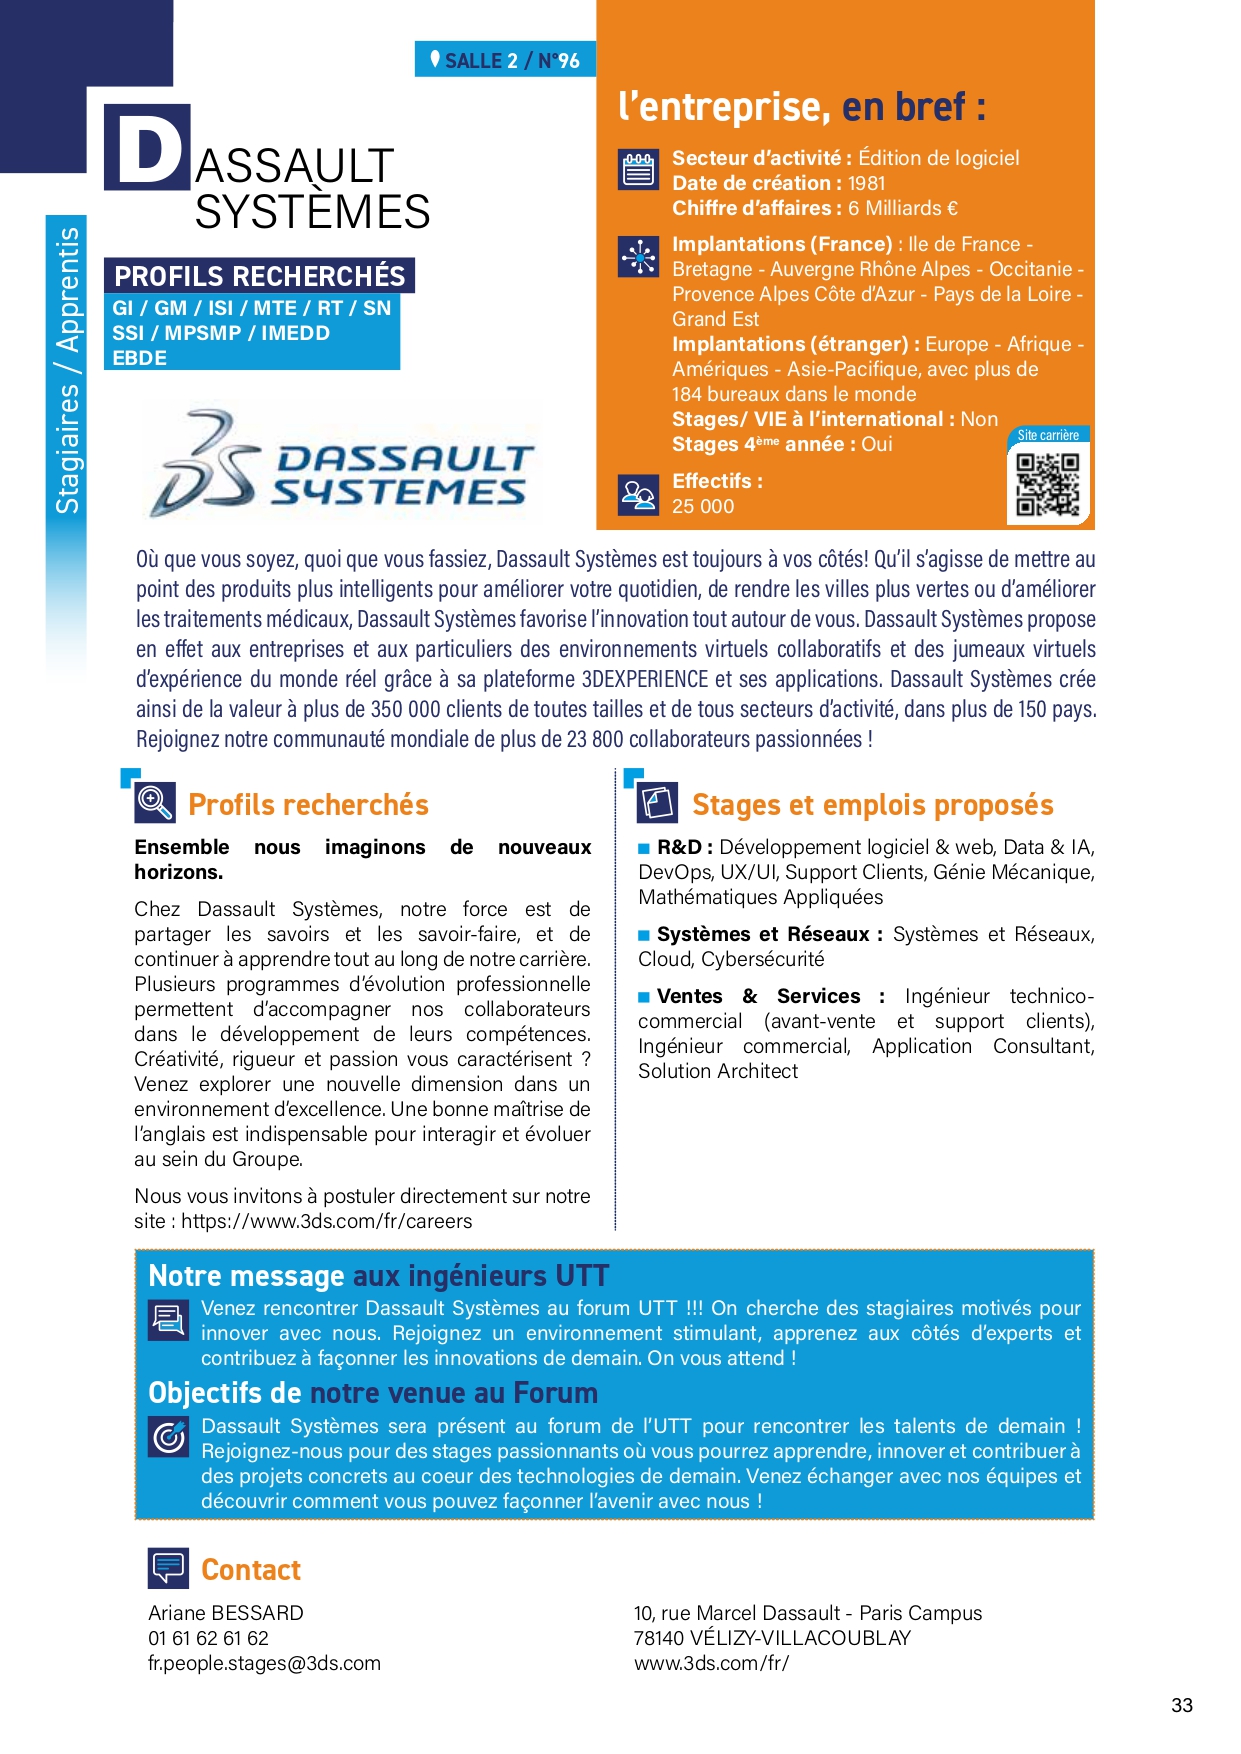 SALLE 2 / N°96
DASSAULT
SYSTÈMES
PROFILS RECHERCHÉS
GI / GM / ISI / MTE / RT / SN
SSI / MPSMP / IMEDD
EBDE
Stagiaires / Apprentis
DASSAULT
SYSTEMES
l’entreprise, en bref :
Secteur d’activité : Édition de logiciel
Date de création : 1981
Chiffre d’affaires : 6 Milliards €
Implantations (France) : Ile de France -
Bretagne - Auvergne Rhône Alpes - Occitanie -
Provence Alpes Côte d’Azur - Pays de la Loire -
Grand Est
Implantations (étranger) : Europe - Afrique -
Amériques - Asie-Pacifique, avec plus de
184 bureaux dans le monde
Stages/ VIE à l’international : Non
Stages 4ème année : Oui
Site carrière
Effectifs :
25 000
Où que vous soyez, quoi que vous fassiez, Dassault Systèmes est toujours à vos côtés! Qu’il s’agisse de mettre au
point des produits plus intelligents pour améliorer votre quotidien, de rendre les villes plus vertes ou d’améliorer
les traitements médicaux, Dassault Systèmes favorise l’innovation tout autour de vous. Dassault Systèmes propose
en effet aux entreprises et aux particuliers des environnements virtuels collaboratifs et des jumeaux virtuels
d’expérience du monde réel grâce à sa plateforme 3DEXPERIENCE et ses applications. Dassault Systèmes crée
ainsi de la valeur à plus de 350 000 clients de toutes tailles et de tous secteurs d’activité, dans plus de 150 pays.
Rejoignez notre communauté mondiale de plus de 23 800 collaborateurs passionnées !
Profils recherchés
Ensemble nous imaginons de nouveaux
horizons.
Chez Dassault Systèmes, notre force est de
partager les savoirs et les savoir-faire, et de
continuer à apprendre tout au long de notre carrière.
Plusieurs programmes d’évolution professionnelle
permettent d’accompagner nos collaborateurs
dans le développement de leurs compétences.
Créativité, rigueur et passion vous caractérisent ?
Venez explorer une nouvelle dimension dans un
environnement d’excellence. Une bonne maîtrise de
l’anglais est indispensable pour interagir et évoluer
au sein du Groupe.
Nous vous invitons à postuler directement sur notre
site : https://www.3ds.com/fr/careers
Stages et emplois proposés
R&D : Développement logiciel & web, Data & IA,
DevOps, UX/UI, Support Clients, Génie Mécanique,
Mathématiques Appliquées
Systèmes et Réseaux : Systèmes et Réseaux,
Cloud, Cybersécurité
Ventes & Services : Ingénieur technico-
commercial (avant-vente et support clients),
Ingénieur commercial, Application Consultant,
Solution Architect
Notre message aux ingénieurs UTT
Venez rencontrer Dassault Systèmes au forum UTT !!! On cherche des stagiaires motivés pour
innover avec nous. Rejoignez un environnement stimulant, apprenez aux côtés d’experts et
contribuez à façonner les innovations de demain. On vous attend !
Objectifs de notre venue au Forum
Dassault Systèmes sera présent au forum de l’UTT pour rencontrer les talents de demain !
Rejoignez-nous pour des stages passionnants où vous pourrez apprendre, innover et contribuer à
des projets concrets au coeur des technologies de demain. Venez échanger avec nos équipes et
découvrir comment vous pouvez façonner l’avenir avec nous !
Contact
Ariane BESSARD
01 61 62 61 62
fr.people.stages@3ds.com
10, rue Marcel Dassault - Paris Campus
78140 VÉLIZY-VILLACOUBLAY
www.3ds.com/fr/
33